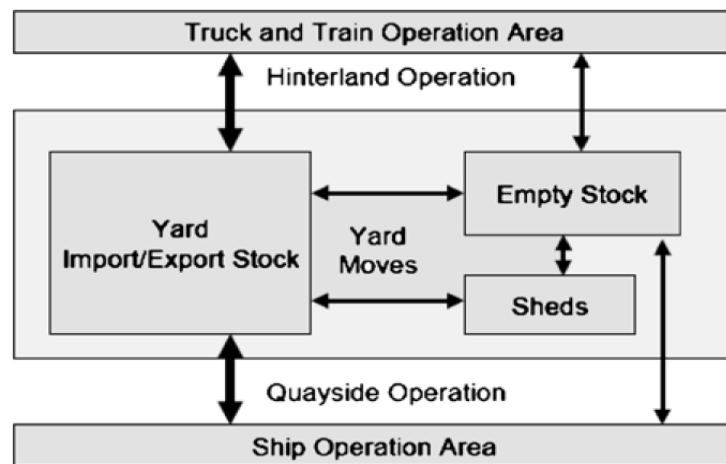 Truck and Train Operation Area
Hinterland Operation
Yard
Import/Export Stock
Empty Stock
Yard
Moves
Sheds
Quayside Operation
Ship Operation Area